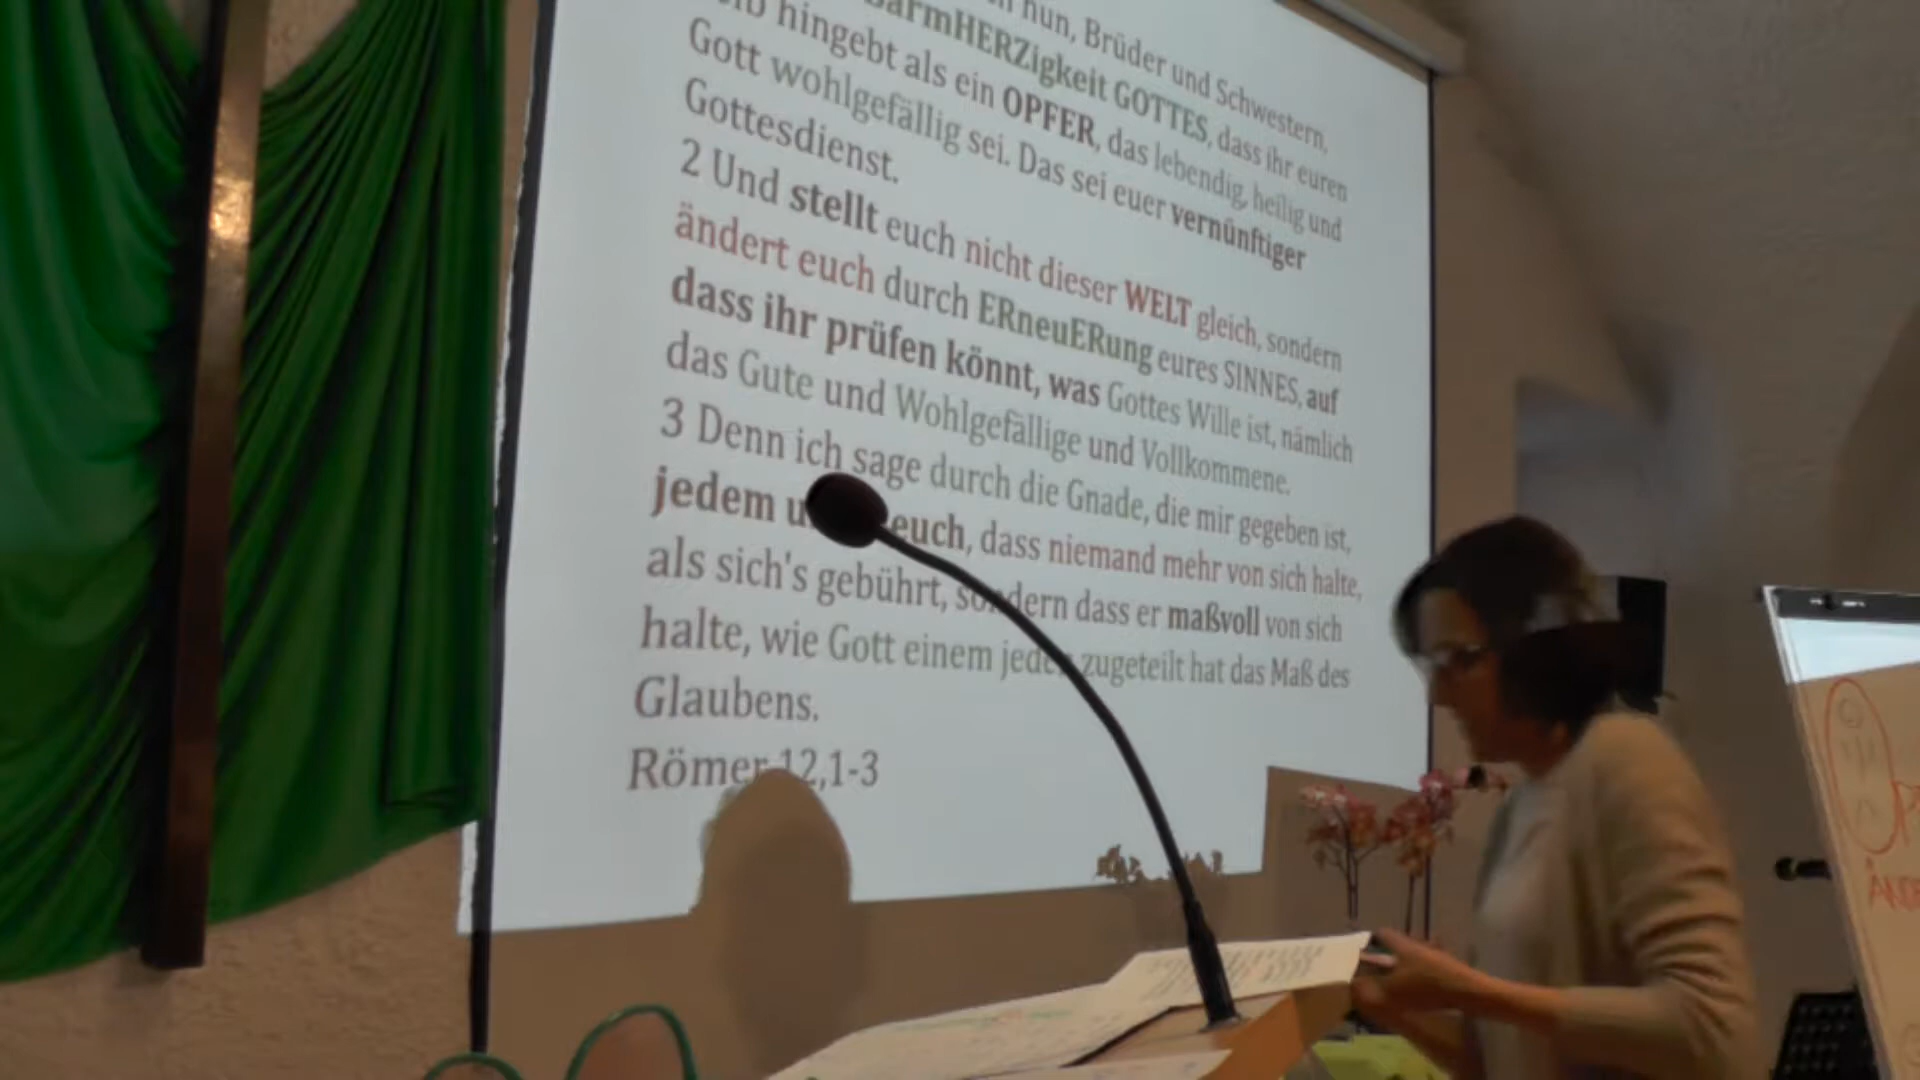 nun, Brüder und Schwestern,
BarmHERZigkeit GOTTES, dass ihr euren
hingebt als ein OPFER, das lebendig, heilig und
Gott wohlgefällig sei. Das sei euer vernünftiger
Gottesdienst.
2 Und stellt euch nicht dieser WELT gleich, sondern
ändert euch durch ERneuERung eures SINNES, auf
dass ihr prüfen könnt, was Gottes Wille ist, nämlich
das Gute und Wohlgefällige und Vollkommene.
3 Denn ich sage durch die Gnade, die mir gegeben ist,
jedem euch, dass niemand mehr von sich halte,
als sich's gebührt, sondern dass er maßvoll von sich
halte, wie Gott einem jeden zugeteilt hat das Maß des
Glaubens.
Römer 12,1-3